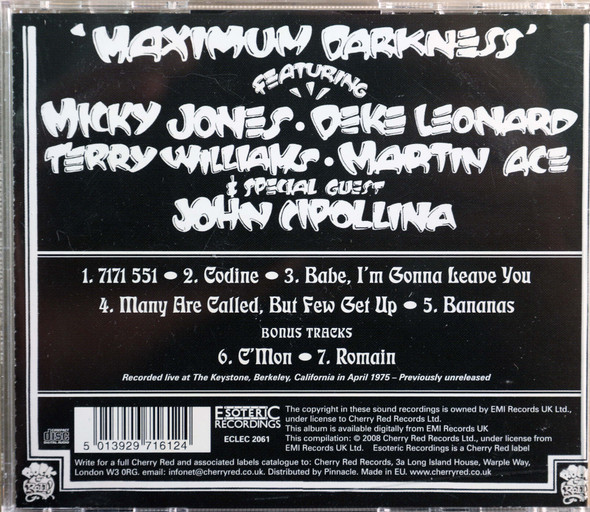 'MAXIMUM DARKNESS'
FEATURING
MICKY JONES • DEKE LEONARD
TERRY WILLIAMS • MARTIN ACE
& SPECIAL GUEST
JOHN CIPOLLINA
1. 7171 551 • 2. Codine • 3. Babe, I'm Gonna Leave You
4. Many Are Called, But Few Get Up • 5. Bananas
BONUS TRACKS
6. C'Mon • 7. Romain
Recorded live at The Keystone, Berkeley, California in April 1975 – Previously unreleased
COMPACT
disc
DIGITAL AUDIO
5 013929 716124
ESOTERIC
RECORDINGS
ECLEC 2061
The copyright in these sound recordings is owned by EMI Records UK Ltd.,
under license to Cherry Red Records Ltd.
This album is available digitally from EMI Records UK
This compilation: © 2008 Cherry Red Records Ltd., under license from
EMI Records UK Ltd. Esoteric Recordings is a Cherry Red label
Write for a full Cherry Red and associated labels catalogue to: Cherry Red Records, 3a Long Island House, Warple Way,
London W3 0RG. email: infonet@cherryred.co.uk. Distributed by Pinnacle. Made in EU. www.cherryred.co.uk